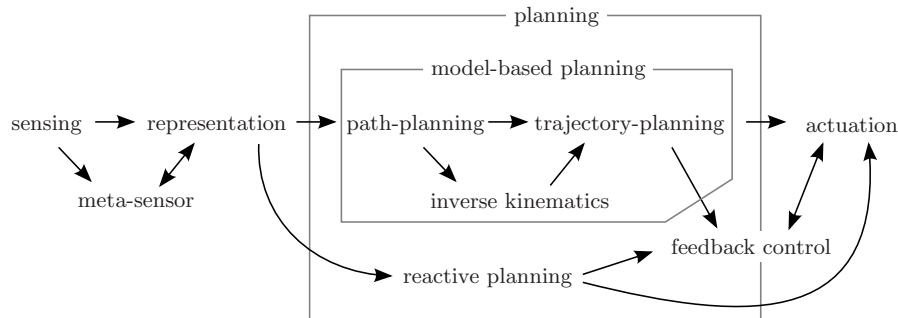 planning
model-based planning
sensing
representation
path-planning
trajectory-planning
actuation
meta-sensor
inverse kinematics
feedback control
reactive planning